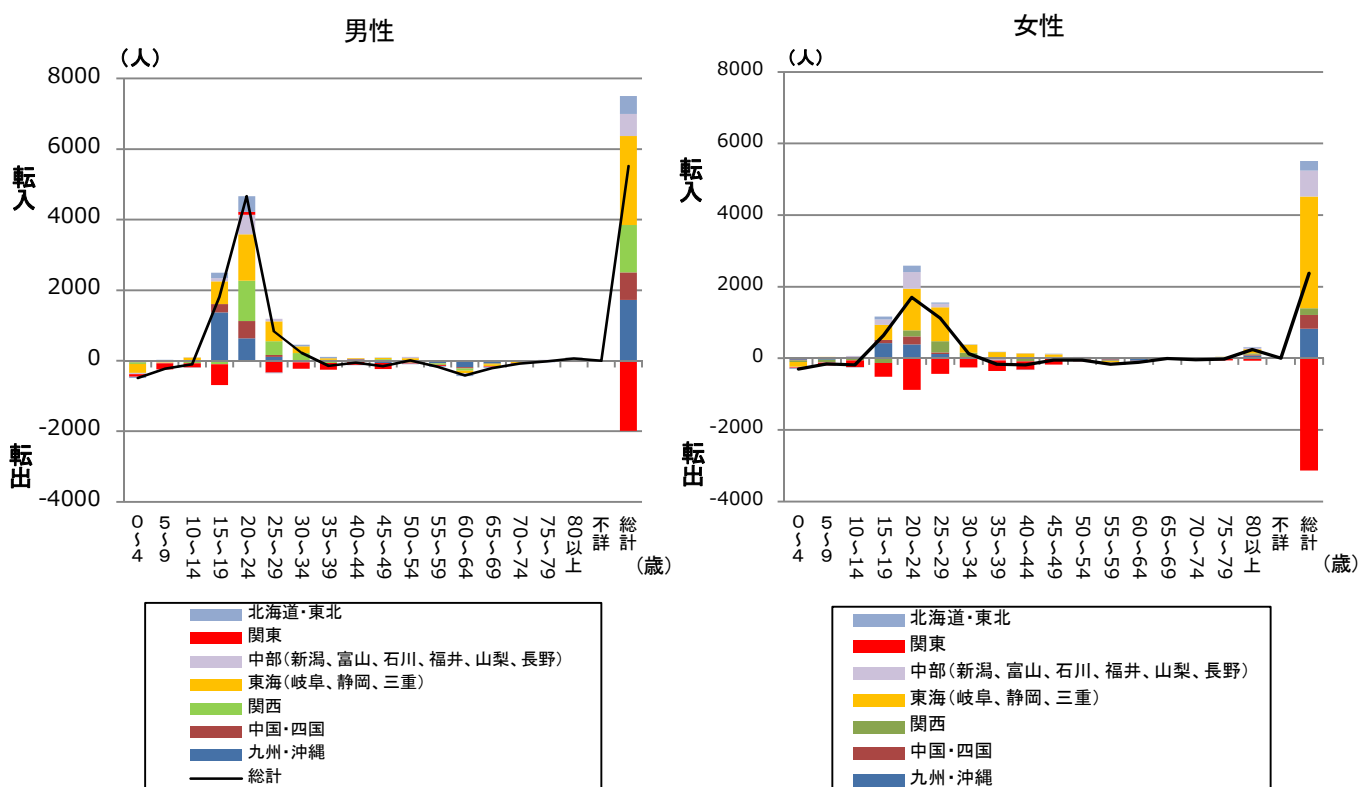 男性
(人)
8000
6000
4000
2000
0
-2000
-4000
転入
転出
0~4
5~9
10~14
15~19
20~24
25~29
30~34
35~39
40~44
45~49
50~54
55~59
60~64
65~69
70~74
75~79
80以上
不詳
総計
(歳)
北海道・東北
関東
中部(新潟、富山、石川、福井、山梨、長野)
東海(岐阜、静岡、三重)
関西
中国・四国
九州・沖縄
総計
女性
(人)
8000
6000
4000
2000
0
-2000
-4000
転入
転出
0~4
5~9
10~14
15~19
20~24
25~29
30~34
35~39
40~44
45~49
50~54
55~59
60~64
65~69
70~74
75~79
80以上
不詳
総計
(歳)
北海道・東北
関東
中部(新潟、富山、石川、福井、山梨、長野)
東海(岐阜、静岡、三重)
関西
中国・四国
九州・沖縄